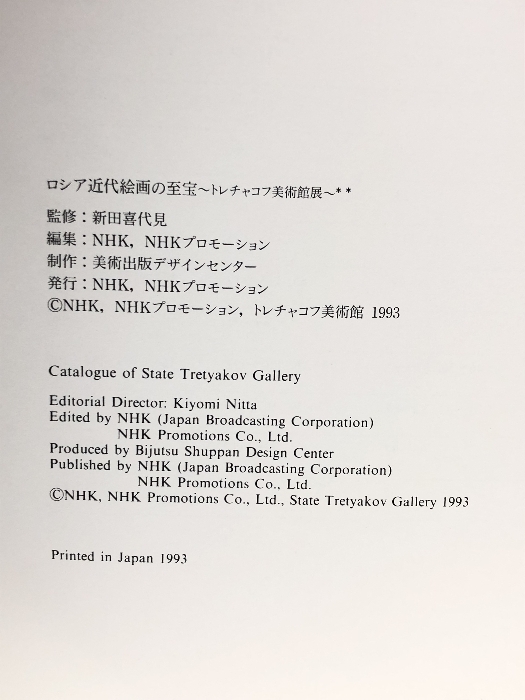 ロシア近代絵画の至宝〜トレチャコフ美術館展〜**
監修：新田喜代見
編集：NHK，NHKプロモーション
制作：美術出版デザインセンター
発行：NHK，NHKプロモーション
©NHK，NHKプロモーション，トレチャコフ美術館 1993
Catalogue of State Tretyakov Gallery
Editorial Director: Kiyomi Nitta
Edited by NHK (Japan Broadcasting Corporation)
NHK Promotions Co., Ltd.
Produced by Bijutsu Shuppan Design Center
Published by NHK (Japan Broadcasting Corporation)
NHK Promotions Co., Ltd.
©NHK, NHK Promotions Co., Ltd., State Tretyakov Gallery 1993
Printed in Japan 1993